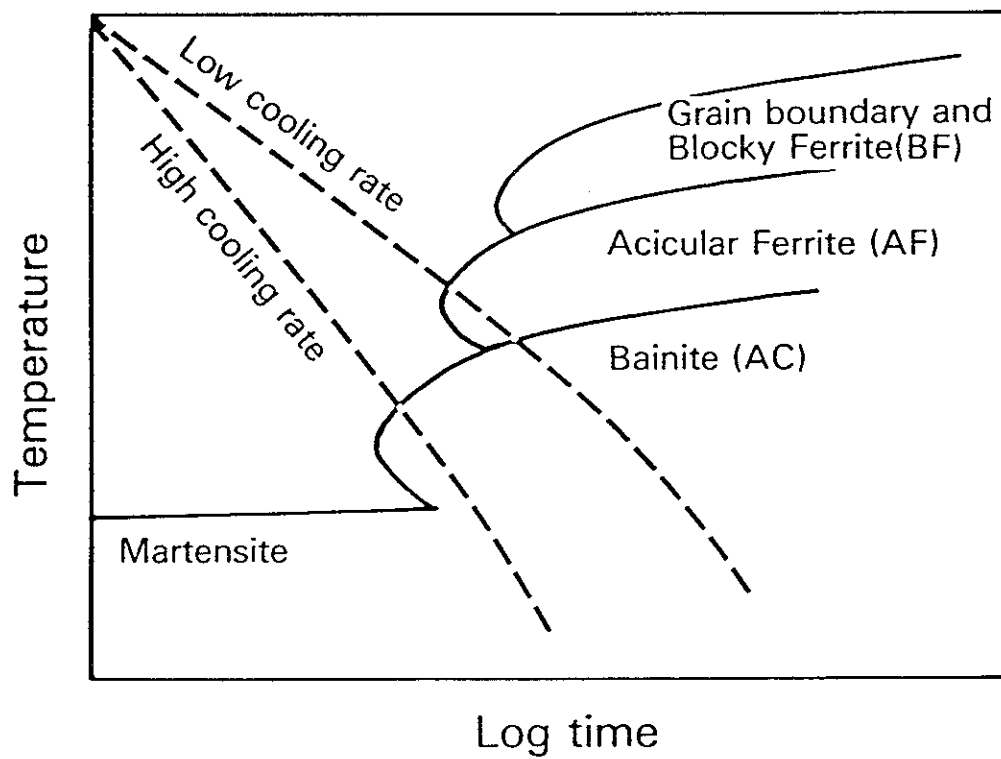 Low cooling rate
High cooling rate
Grain boundary and
Blocky Ferrite(BF)
Acicular Ferrite (AF)
Bainite (AC)
Martensite
Temperature
Log time